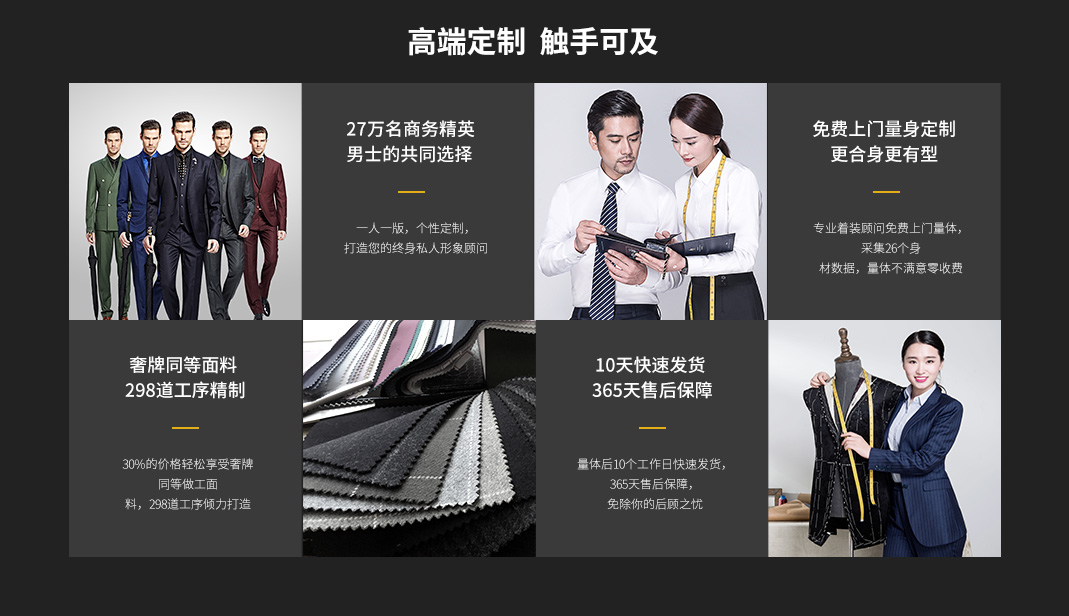 高端定制 触手可及
27万名商务精英
男士的共同选择
一人一版，个性定制，
打造您的终身私人形象顾问
免费上门量身定制
更合身更有型
专业着装顾问免费上门量体，
采集26个身
材数据，量体不满意零收费
奢牌同等面料
298道工序精制
30%的价格轻松享受奢牌
同等做工面
料，298道工序倾力打造
10天快速发货
365天售后保障
量体后10个工作日快速发货，
365天售后保障，
免除你的后顾之忧